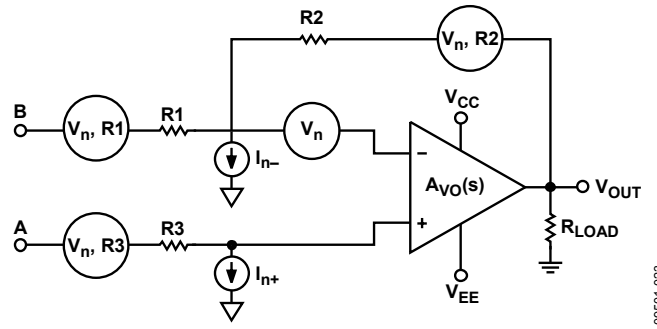 R2
Vn, R2
B
Vn, R1
R1
Vn
VCC
In–
–
AVO(s)
VOUT
A
Vn, R3
R3
+
RLOAD
In+
VEE